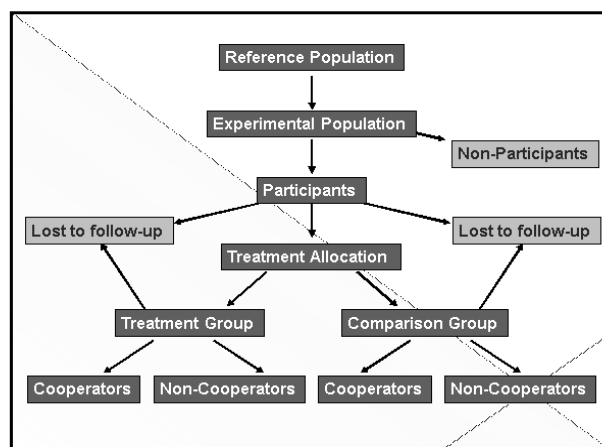 Reference Population
Experimental Population
Non-Participants
Participants
Lost to follow-up
Lost to follow-up
Treatment Allocation
Treatment Group
Comparison Group
Cooperators
Non-Cooperators
Cooperators
Non-Cooperators